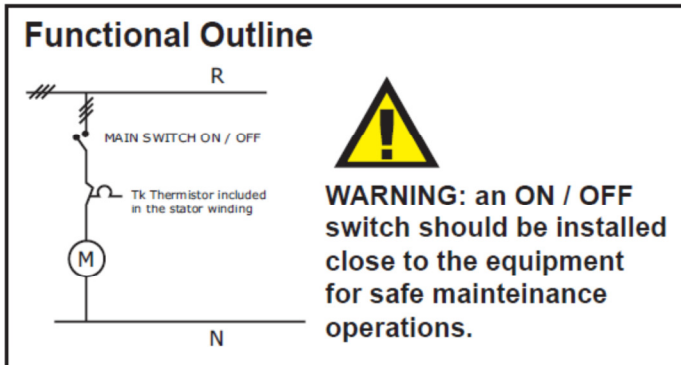 Functional Outline
R
MAIN SWITCH ON / OFF
Tk Thermistor included
in the stator winding
M
N
!
WARNING: an ON / OFF
switch should be installed
close to the equipment
for safe mainteinance
operations.